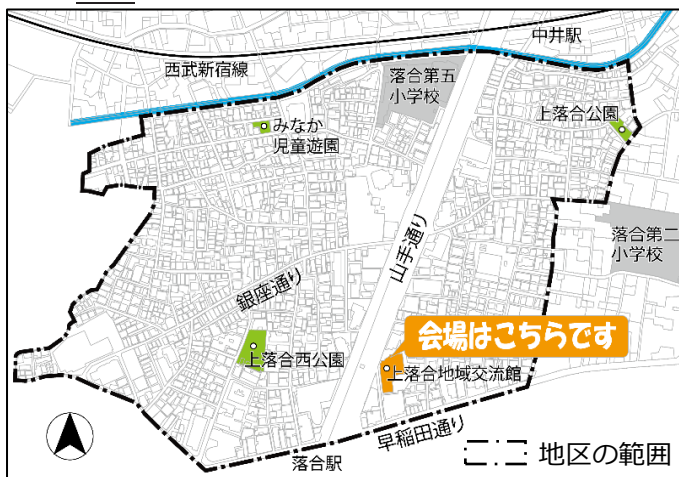 中井駅
西武新宿線
落合第五
小学校
上落合公園
みなか
児童遊園
山手通り
落合第二
小学校
銀座通り
会場はこちらです
上落合西公園
上落合地域交流館
早稲田通り
落合駅
地区の範囲